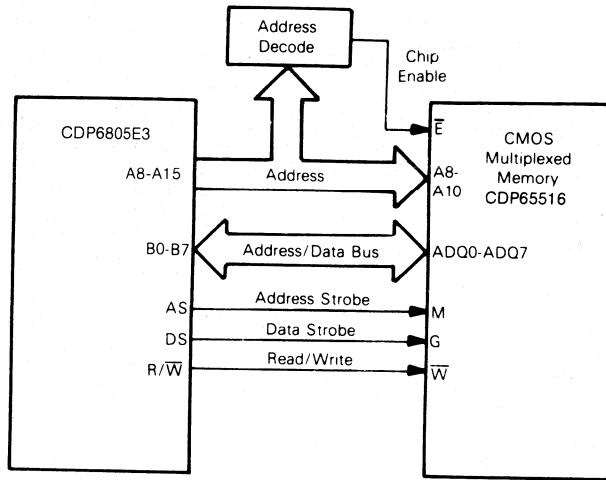 Address
Decode
Chip
Enable
CDP6805E3
A8-A15
B0-B7
AS
DS
R/W̅
Address
Address/Data Bus
Address Strobe
Data Strobe
Read/Write
E̅
CMOS
Multiplexed
Memory
CDP65516
A8-
A10
ADQ0-ADQ7
M
G
W̅